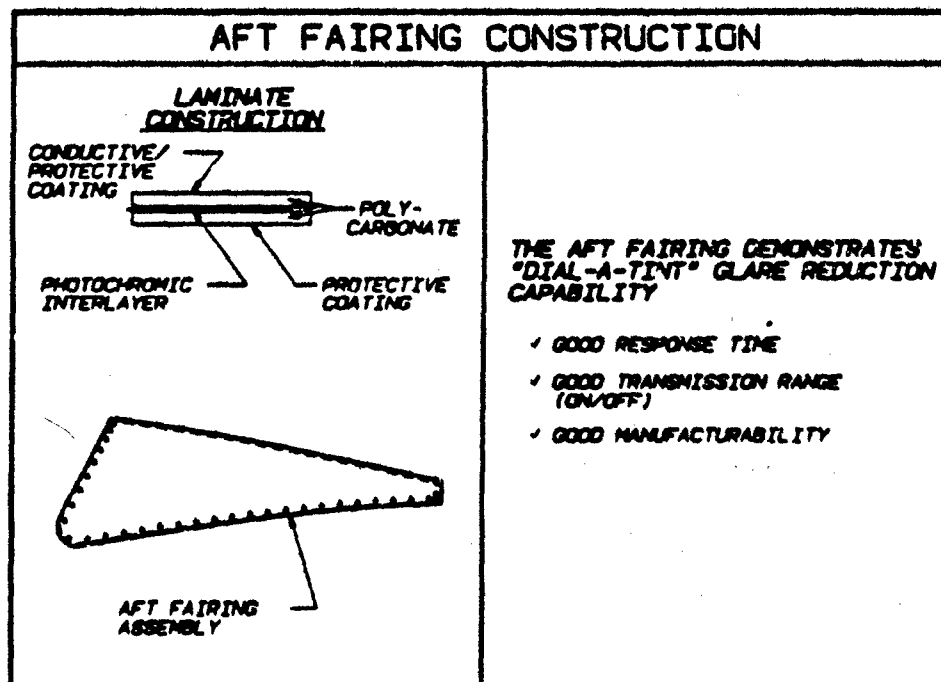 AFT FAIRING CONSTRUCTION
LAMINATE
CONSTRUCTION
CONDUCTIVE/
PROTECTIVE
COATING
POLY-
CARBONATE
PHOTOCHROMIC
INTERLAYER
PROTECTIVE
COATING
AFT FAIRING
ASSEMBLY
THE AFT FAIRING DEMONSTRATES
"DIAL-A-TINT" GLARE REDUCTION
CAPABILITY
✓ GOOD RESPONSE TIME
✓ GOOD TRANSMISSION RANGE
(ON/OFF)
✓ GOOD MANUFACTURABILITY